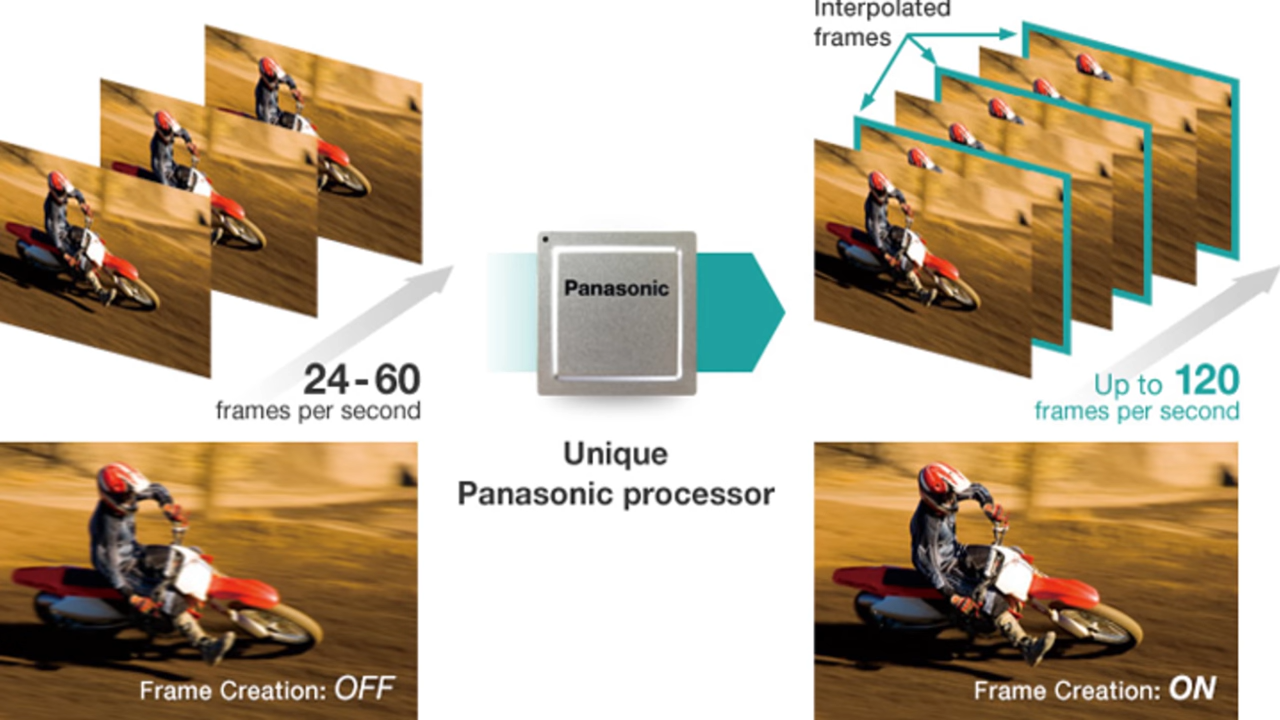 Interpolated
frames
Panasonic
24-60
frames per second
Up to 120
frames per second
Unique
Panasonic processor
Frame Creation: OFF
Frame Creation: ON